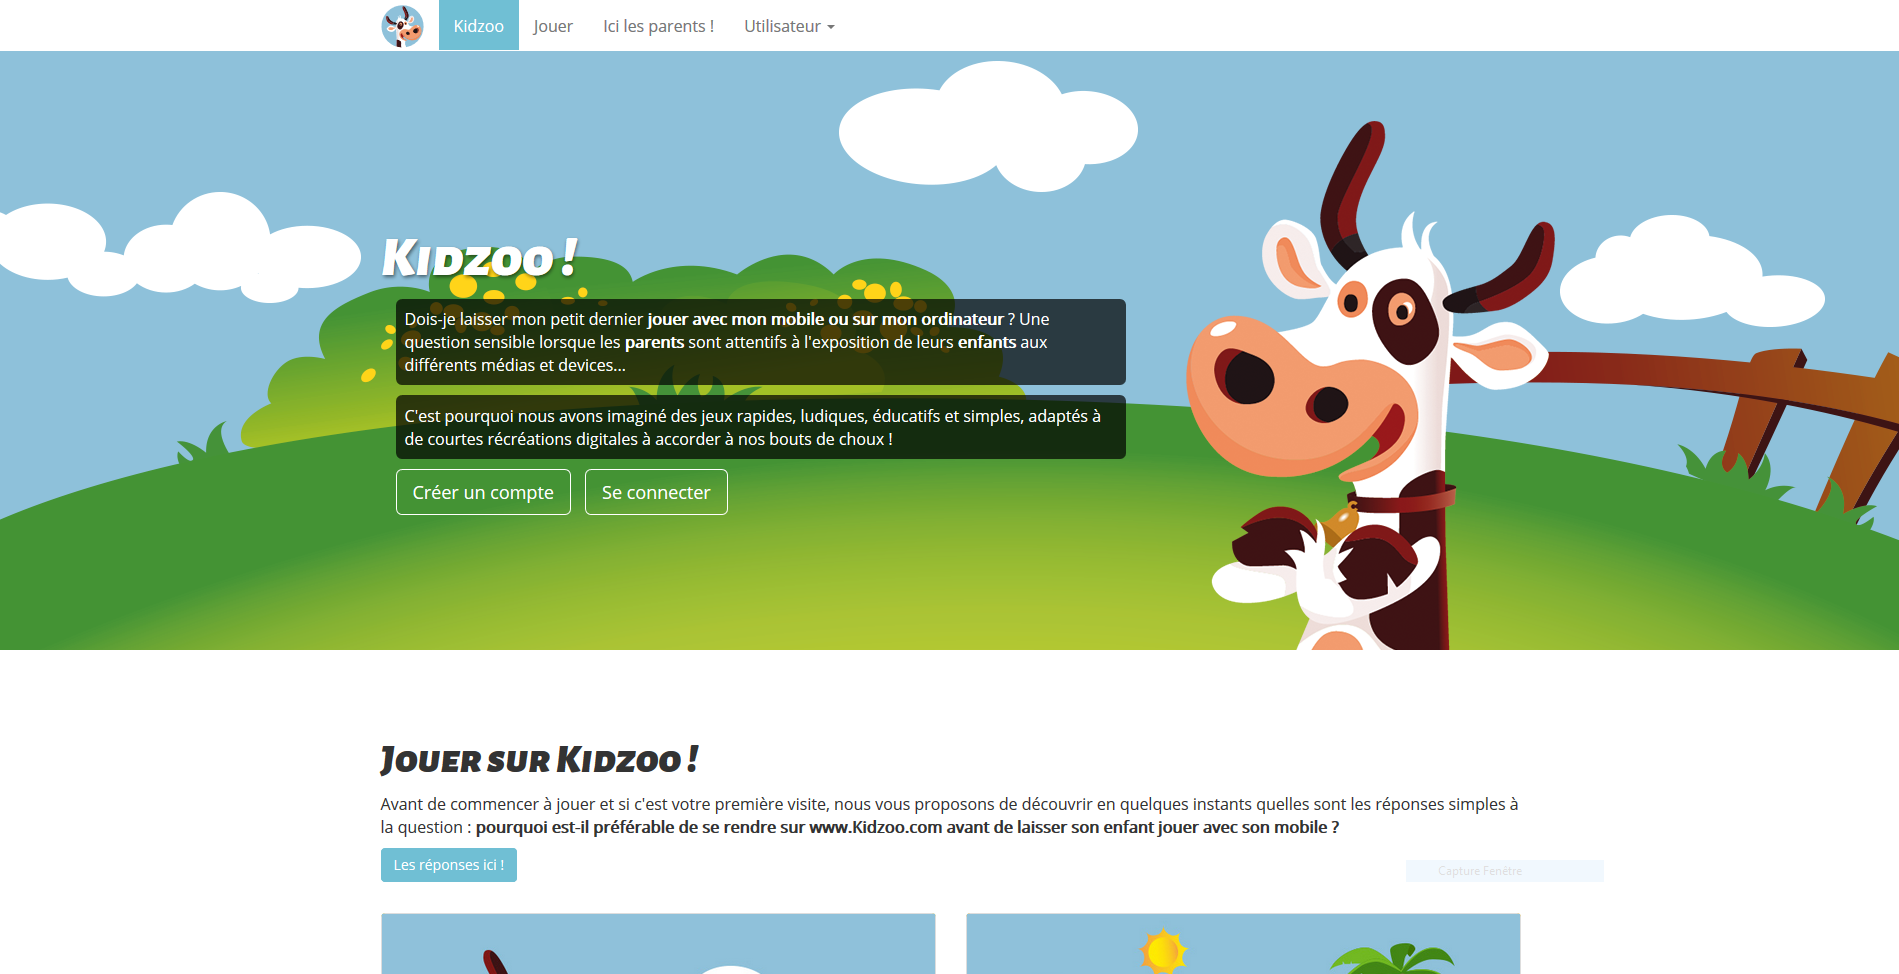 Kidzoo
Jouer
Ici les parents !
Utilisateur
Kidzoo !
Dois-je laisser mon petit dernier jouer avec mon mobile ou sur mon ordinateur ? Une
question sensible lorsque les parents sont attentifs à l'exposition de leurs enfants aux
différents médias et devices...
C'est pourquoi nous avons imaginé des jeux rapides, ludiques, éducatifs et simples, adaptés à
de courtes récréations digitales à accorder à nos bouts de choux !
Créer un compte
Se connecter
Jouer sur Kidzoo !
Avant de commencer à jouer et si c'est votre première visite, nous vous proposons de découvrir en quelques instants quelles sont les réponses simples à
la question : pourquoi est-il préférable de se rendre sur www.Kidzoo.com avant de laisser son enfant jouer avec son mobile ?
Les réponses ici !
Capture Fenêtre